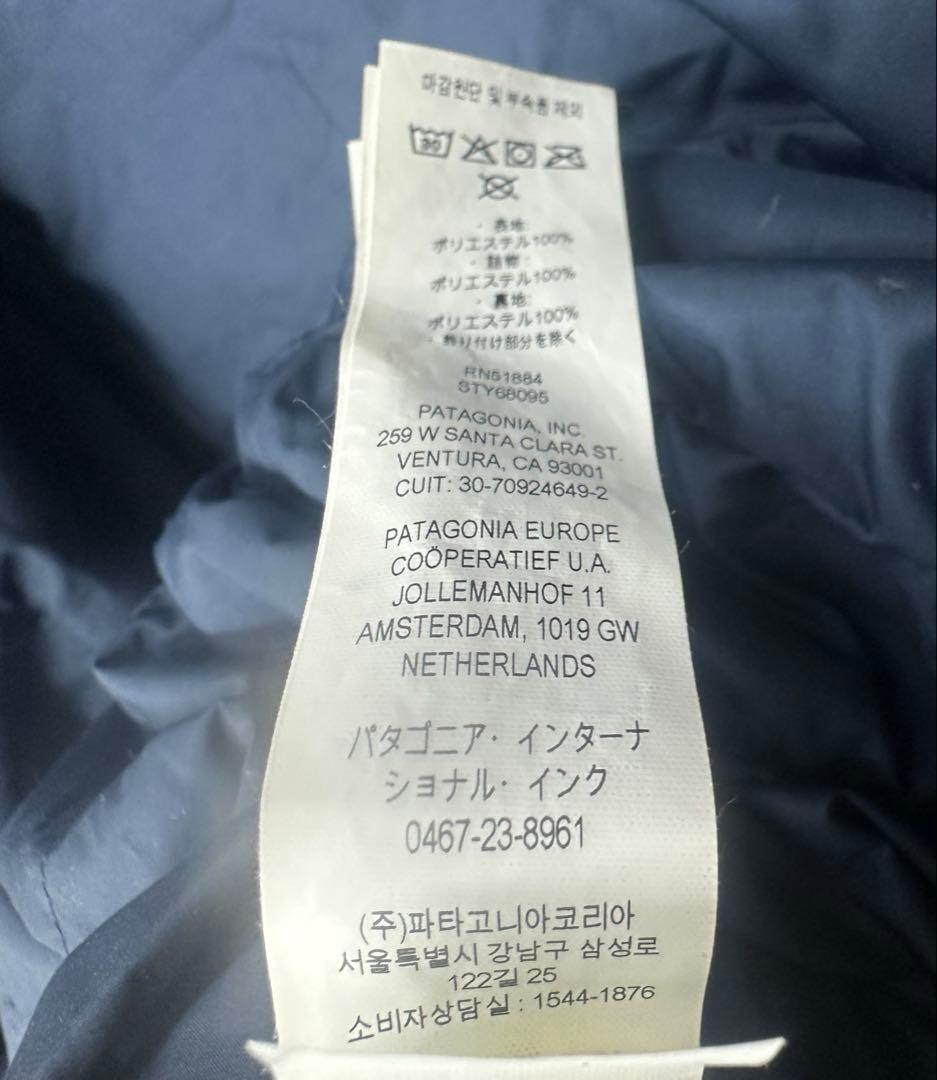 마감원단 및 부속품 제외
30
・表地:
ポリエステル100%
・詰物:
ポリエステル100%
・裏地:
ポリエステル100%
・飾り付け部分を除く
RN51884
STY68095
PATAGONIA, INC.
259 W SANTA CLARA ST.
VENTURA, CA 93001
CUIT: 30-70924649-2
PATAGONIA EUROPE
COÖPERATIEF U.A.
JOLLEMANHOF 11
AMSTERDAM, 1019 GW
NETHERLANDS
パタゴニア・インターナ
ショナル・インク
0467-23-8961
(주)파타고니아코리아
서울특별시 강남구 삼성로
122길 25
소비자상담실 : 1544-1876